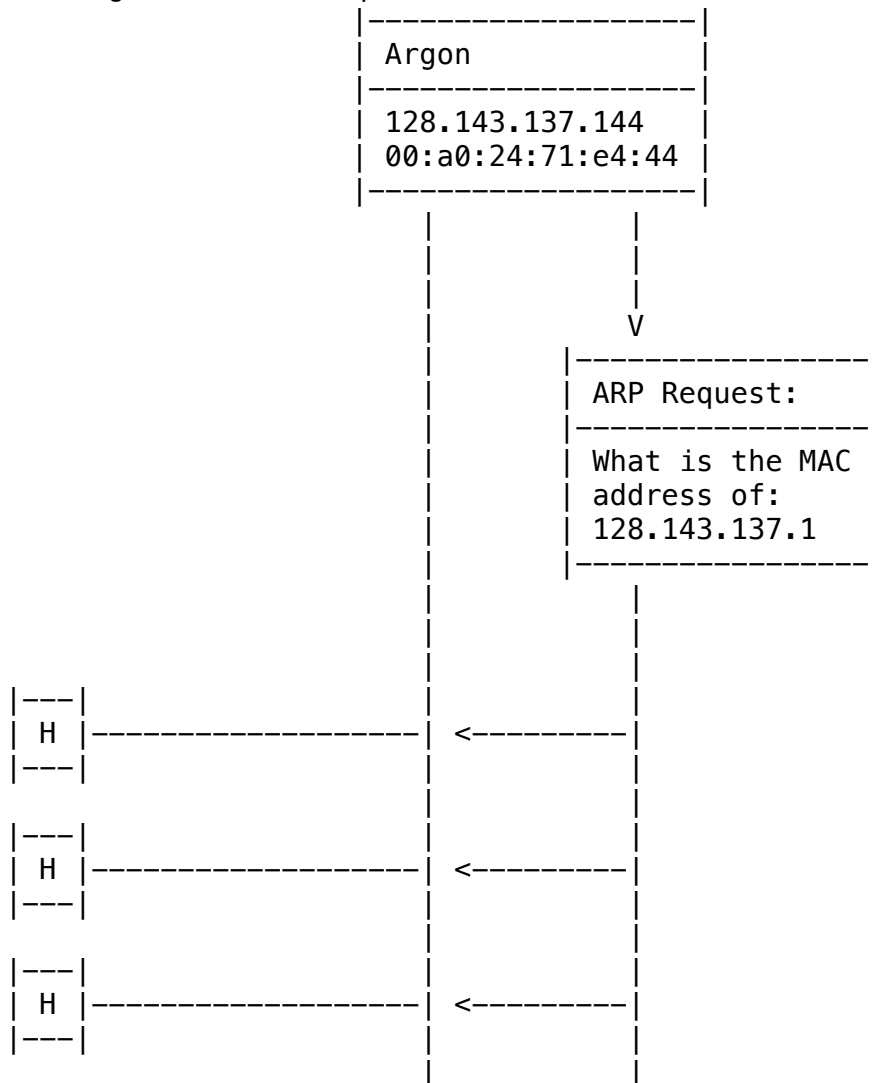 Argon
128.143.137.144
00:a0:24:71:e4:44
V
ARP Request:
What is the MAC
address of:
128.143.137.1
H
H
H